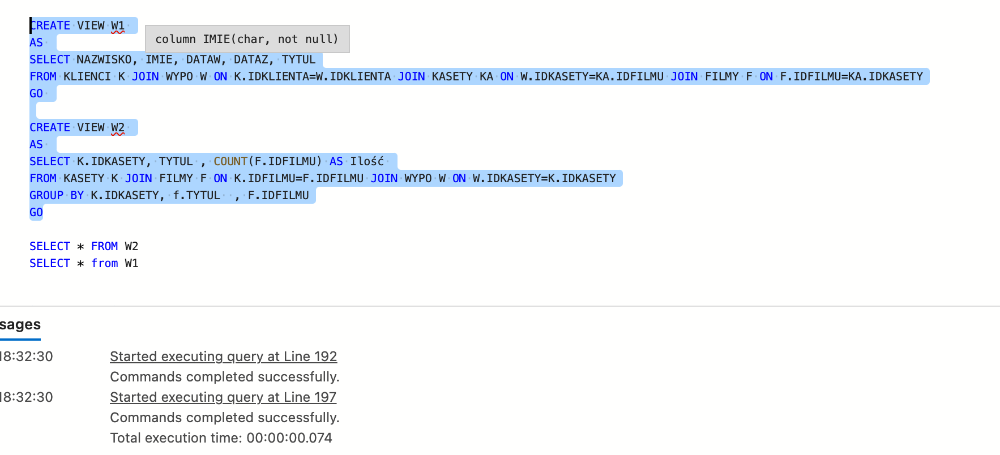 CREATE VIEW W1
column IMIE(char, not null)
AS
SELECT NAZWISKO, IMIE, DATAW, DATAZ, TYTUL
FROM KLIENCI K JOIN WYPO W ON K.IDKLIENTA=W.IDKLIENTA JOIN KASETY KA ON W.IDKASETY=KA.IDFILMU JOIN FILMY F ON F.IDFILMU=KA.IDKASETY
GO
CREATE VIEW W2
AS
SELECT K.IDKASETY, TYTUL , COUNT(F.IDFILMU) AS Ilość
FROM KASETY K JOIN FILMY F ON K.IDFILMU=F.IDFILMU JOIN WYPO W ON W.IDKASETY=K.IDKASETY
GROUP BY K.IDKASETY, f.TYTUL  , F.IDFILMU
GO
SELECT * FROM W2
SELECT * from W1
sages
18:32:30 Started executing query at Line 192
Commands completed successfully.
18:32:30 Started executing query at Line 197
Commands completed successfully.
Total execution time: 00:00:00.074